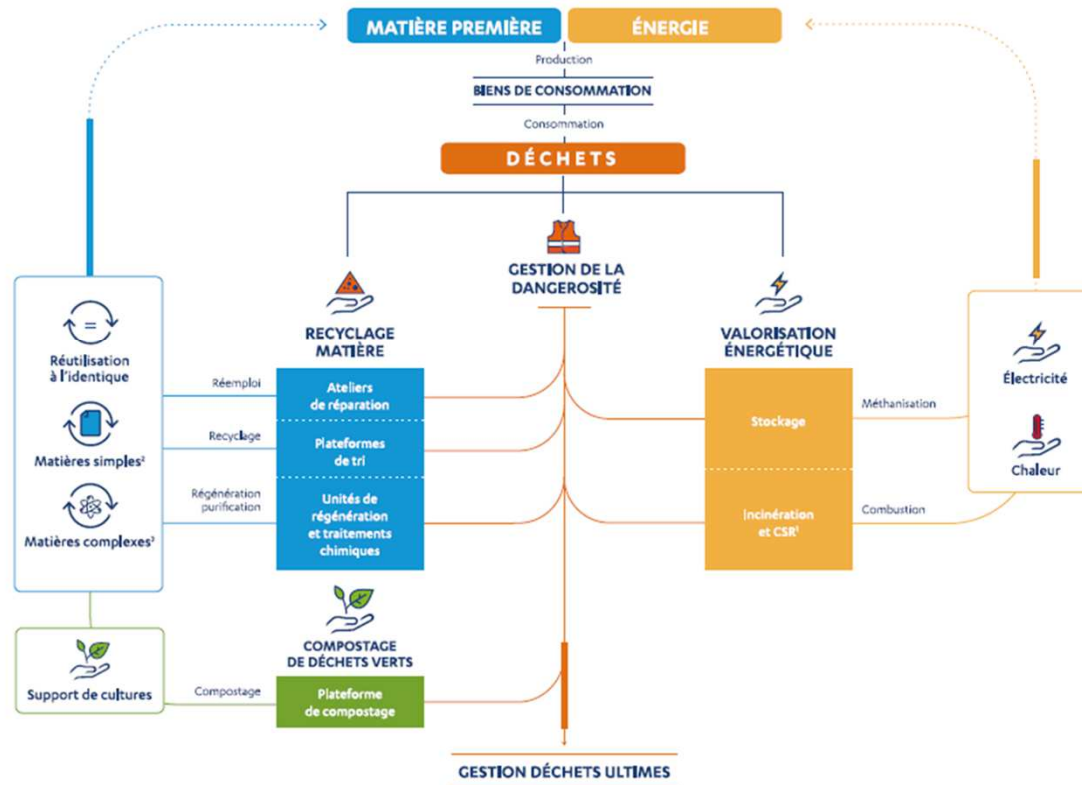 MATIÈRE PREMIÈRE
ÉNERGIE
Production
BIENS DE CONSOMMATION
Consommation
DÉCHETS
GESTION DE LA
DANGEROSITÉ
RECYCLAGE
MATIÈRE
VALORISATION
ÉNERGÉTIQUE
=
Réutilisation
à l'identique
Matières simples²
Matières complexes³
Réemploi
Recyclage
Régénération
purification
Ateliers
de réparation
Plateformes
de tri
Unités de
régénération
et traitements
chimiques
Stockage
Incinération
et CSR¹
Méthanisation
Combustion
Électricité
Chaleur
COMPOSTAGE
DE DÉCHETS VERTS
Support de cultures
Compostage
Plateforme
de compostage
GESTION DÉCHETS ULTIMES